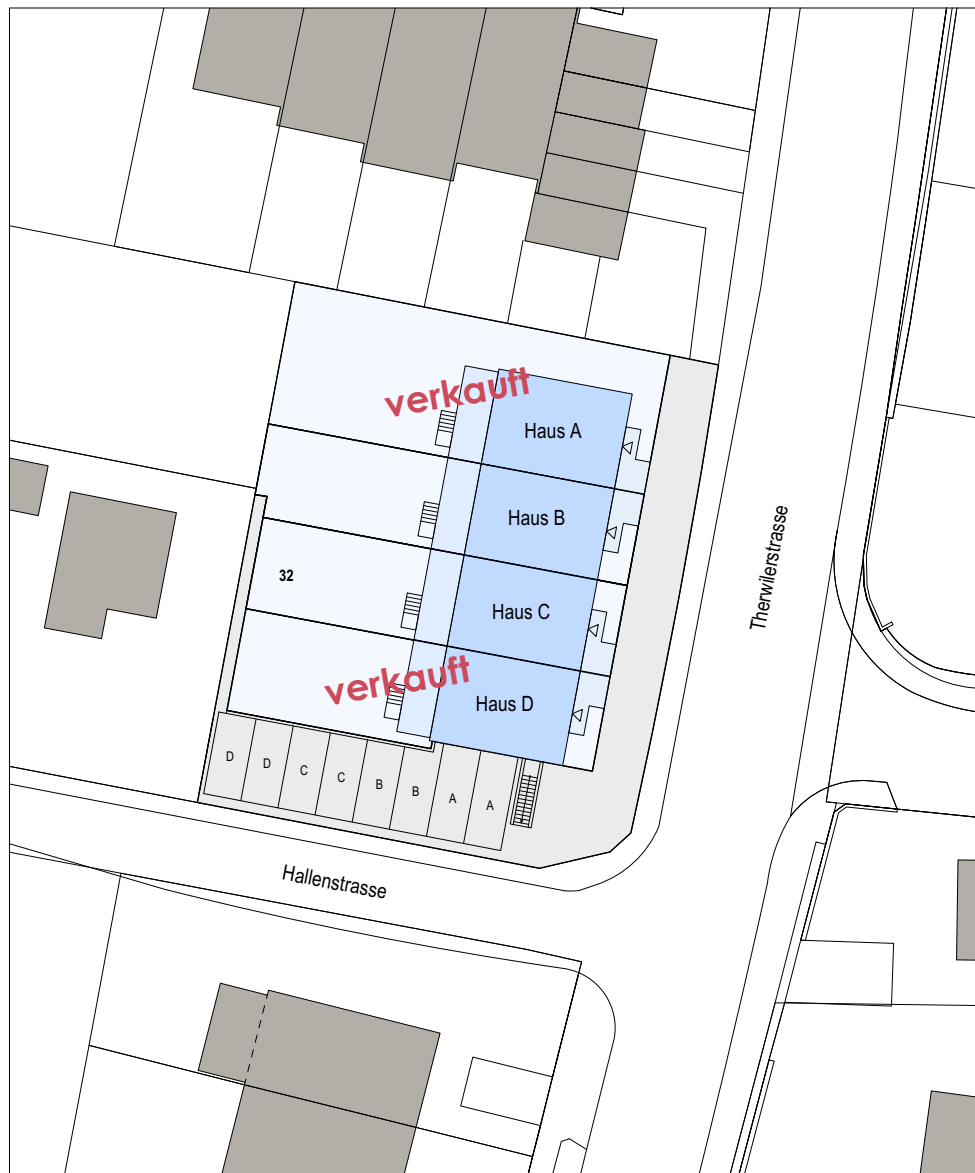 verkauft
Haus A
Haus B
Therwilerstrasse
32
Haus C
verkauft
Haus D
D
D
C
C
B
B
A
A
Hallenstrasse